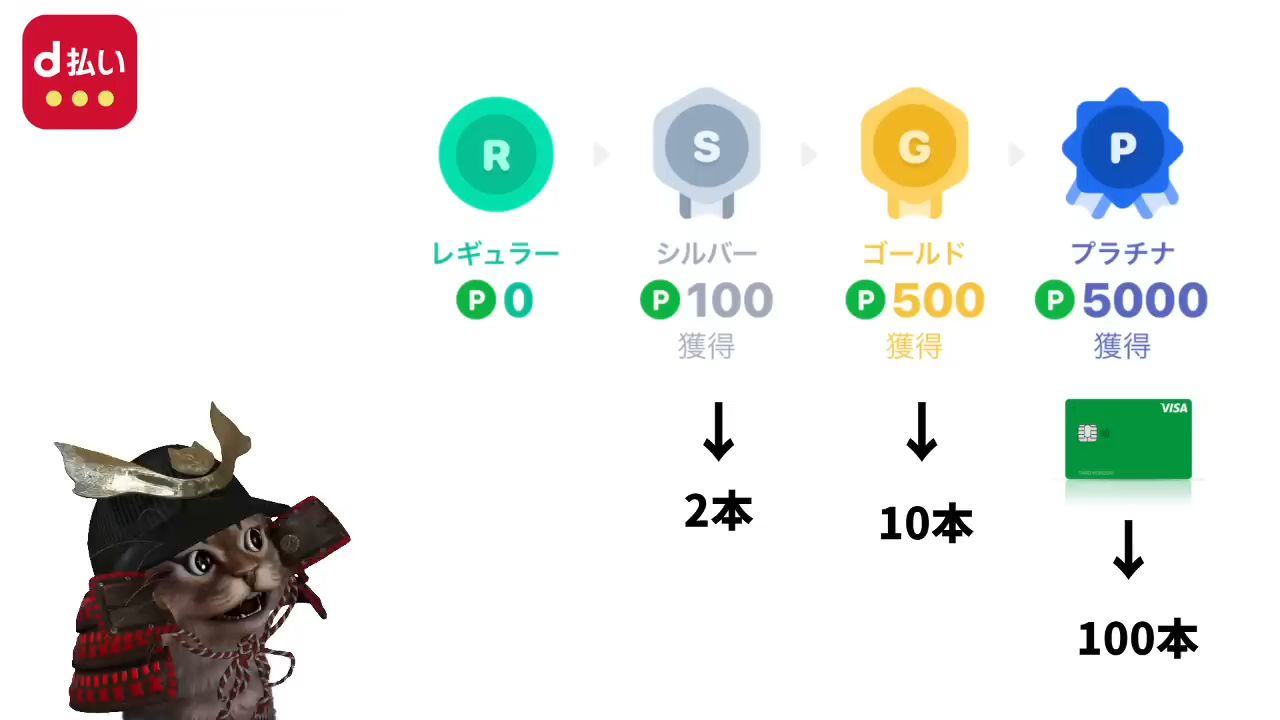 d払い
R
S
G
P
レギュラー
シルバー
ゴールド
プラチナ
P 0
P 100
P 500
P 5000
獲得
獲得
獲得
VISA
2本
10本
100本